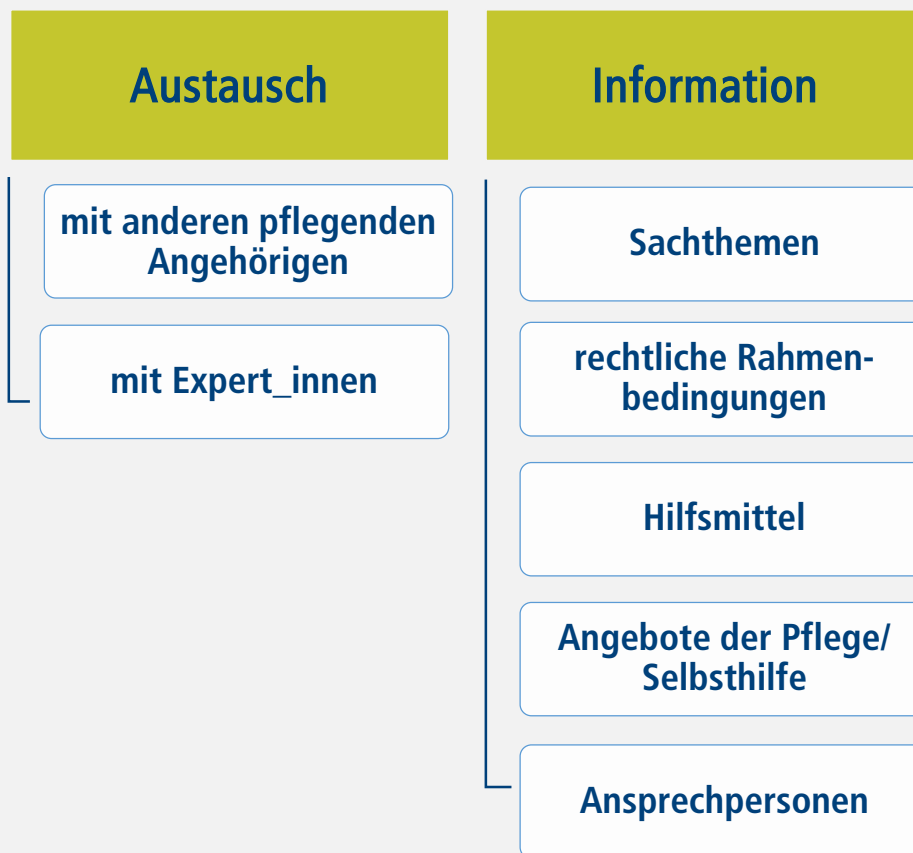 Austausch
mit anderen pflegenden
Angehörigen
mit Expert_innen
Information
Sachthemen
rechtliche Rahmen-
bedingungen
Hilfsmittel
Angebote der Pflege/
Selbsthilfe
Ansprechpersonen